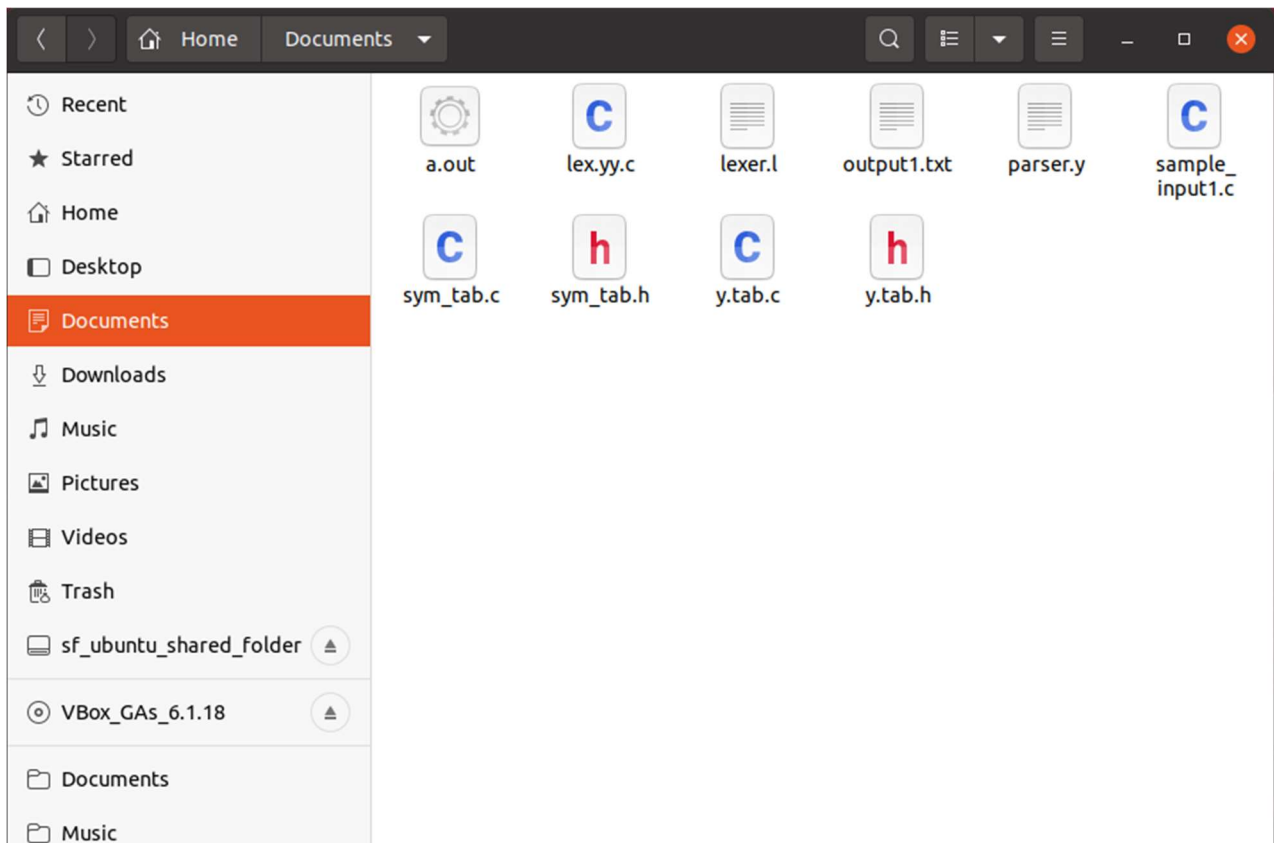 Home Documents
Recent
Starred
Home
Desktop
Documents
Downloads
Music
Pictures
Videos
Trash
sf_ubuntu_shared_folder
VBox_GAs_6.1.18
Documents
Music
a.out lex.yy.c lexer.l output1.txt parser.y sample_
input1.c
sym_tab.c sym_tab.h y.tab.c y.tab.h